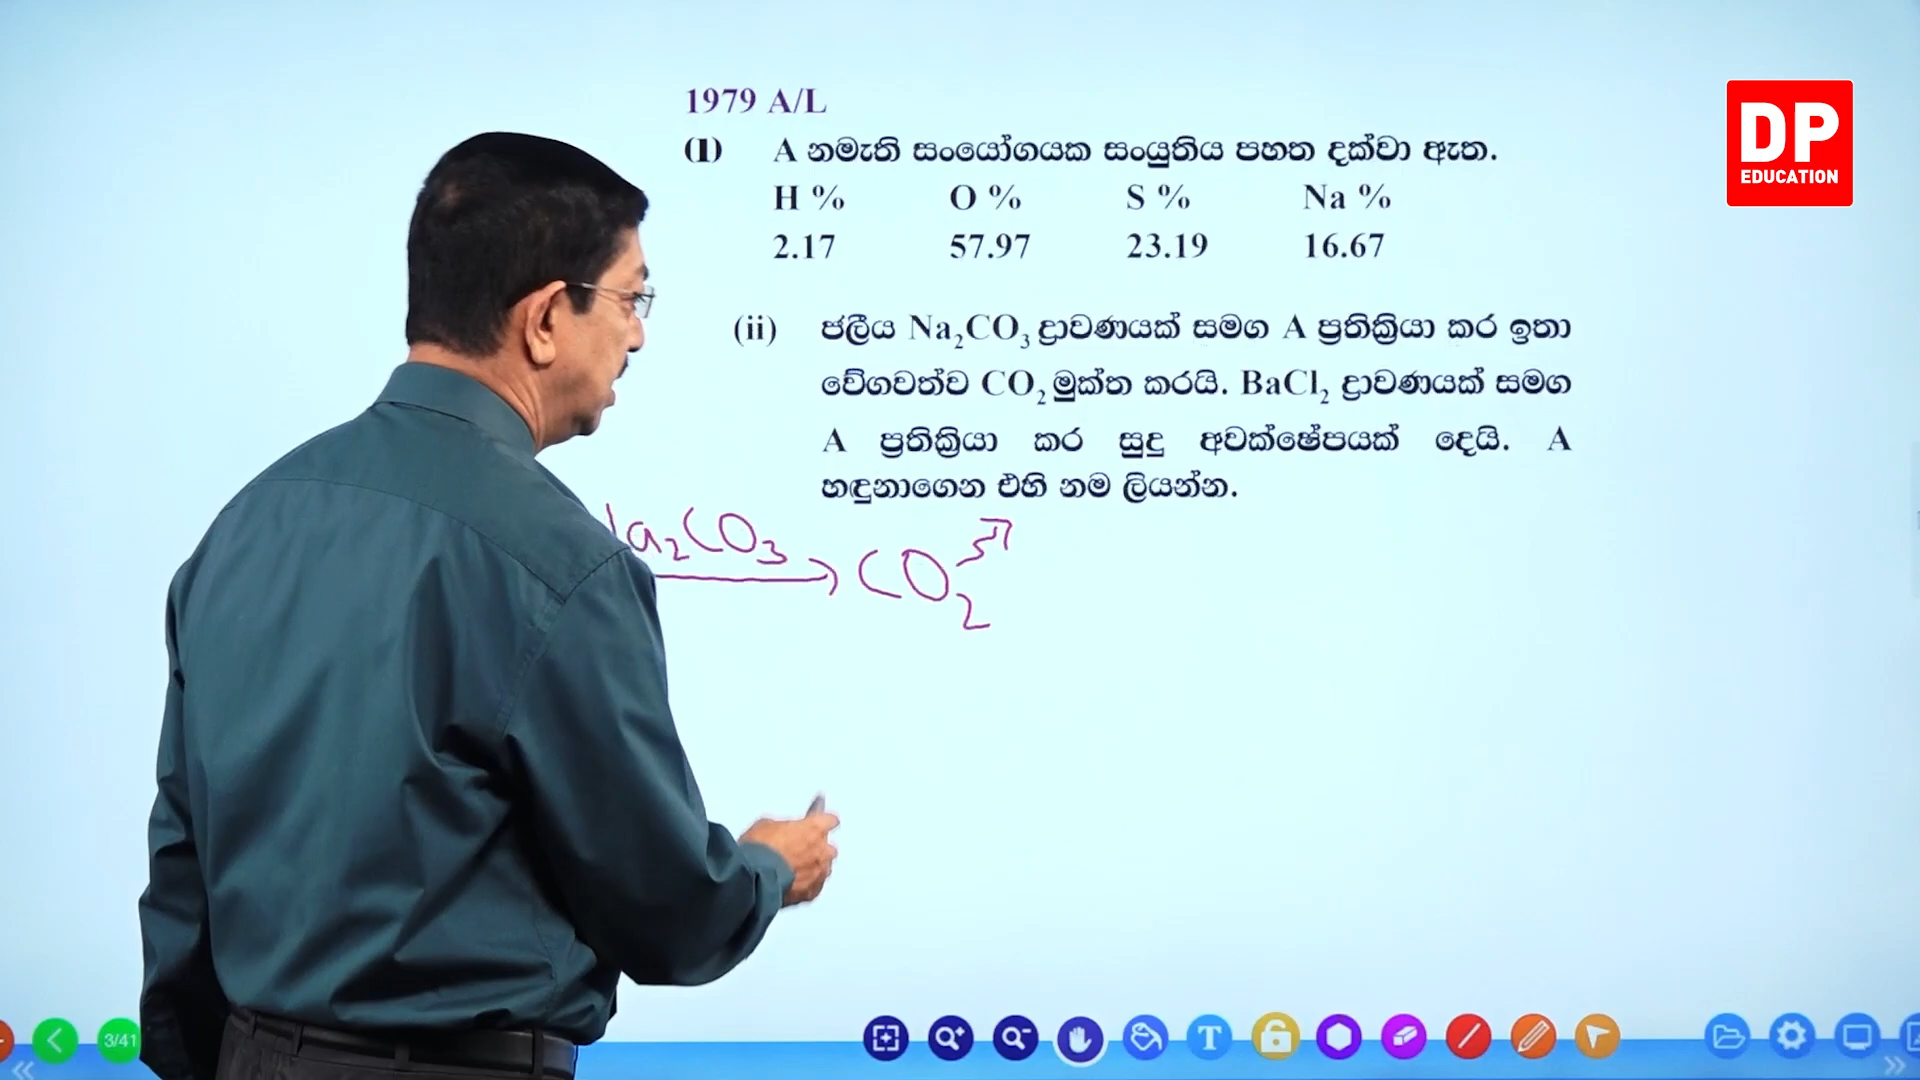 1979 A/L
(I) A නමැති සංයෝගයක සංයුතිය පහත දක්වා ඇත.
H % O % S % Na %
2.17 57.97 23.19 16.67
(ii) ජලීය Na₂CO₃ ද්‍රාවණයක් සමග A ප්‍රතික්‍රියා කර ඉතා
වේගවත්ව CO₂ මුක්ත කරයි. BaCl₂ ද්‍රාවණයක් සමග
A ප්‍රතික්‍රියා කර සුදු අවක්ෂේපයක් දෙයි. A
හඳුනාගෙන එහි නම ලියන්න.
a₂CO₃
CO₂
DP
EDUCATION
3/41
T